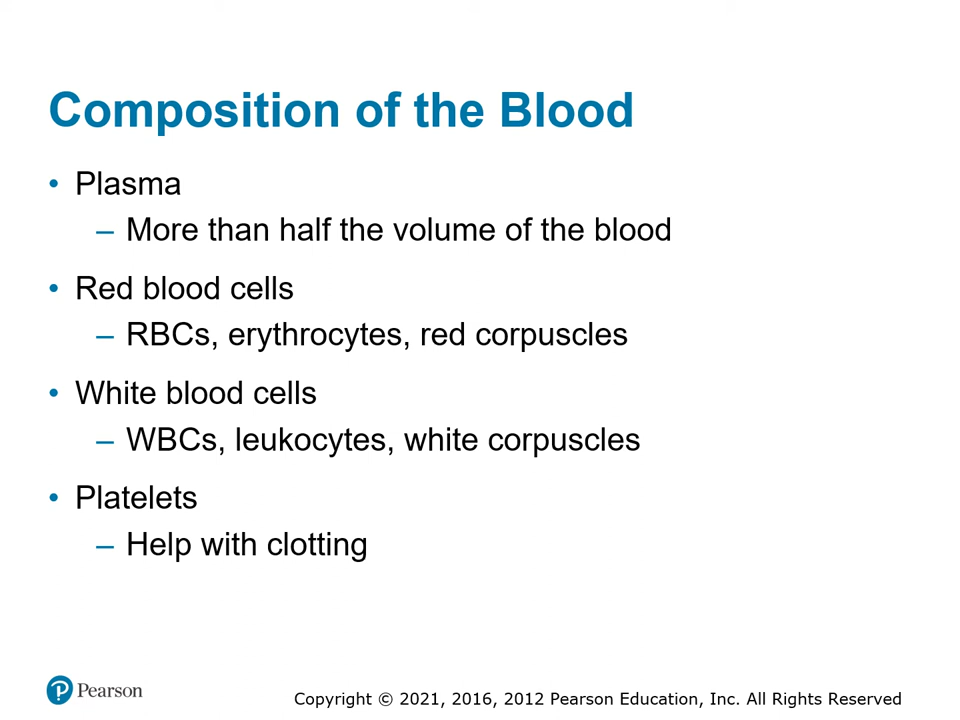 Composition of the Blood
• Plasma
– More than half the volume of the blood
• Red blood cells
– RBCs, erythrocytes, red corpuscles
• White blood cells
– WBCs, leukocytes, white corpuscles
• Platelets
– Help with clotting
Pearson
Copyright © 2021, 2016, 2012 Pearson Education, Inc. All Rights Reserved